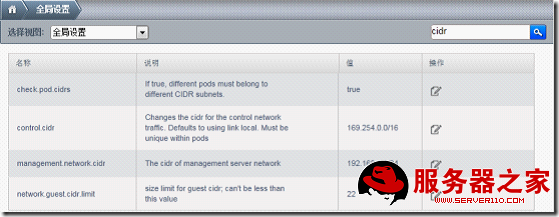 全局设置
选择视图: 全局设置 cidr
名称 说明 值 操作
check.pod.cidrs If true, different pods must belong to different CIDR subnets. true
control.cidr Changes the cidr for the control network traffic. Defaults to using link local. Must be unique within pods 169.254.0.0/16
management.network.cidr The cidr of management server network 192.
network.guest.cidr.limit size limit for guest cidr; can't be less than this value 22
服务器之家
WWW.SERVER110.COM